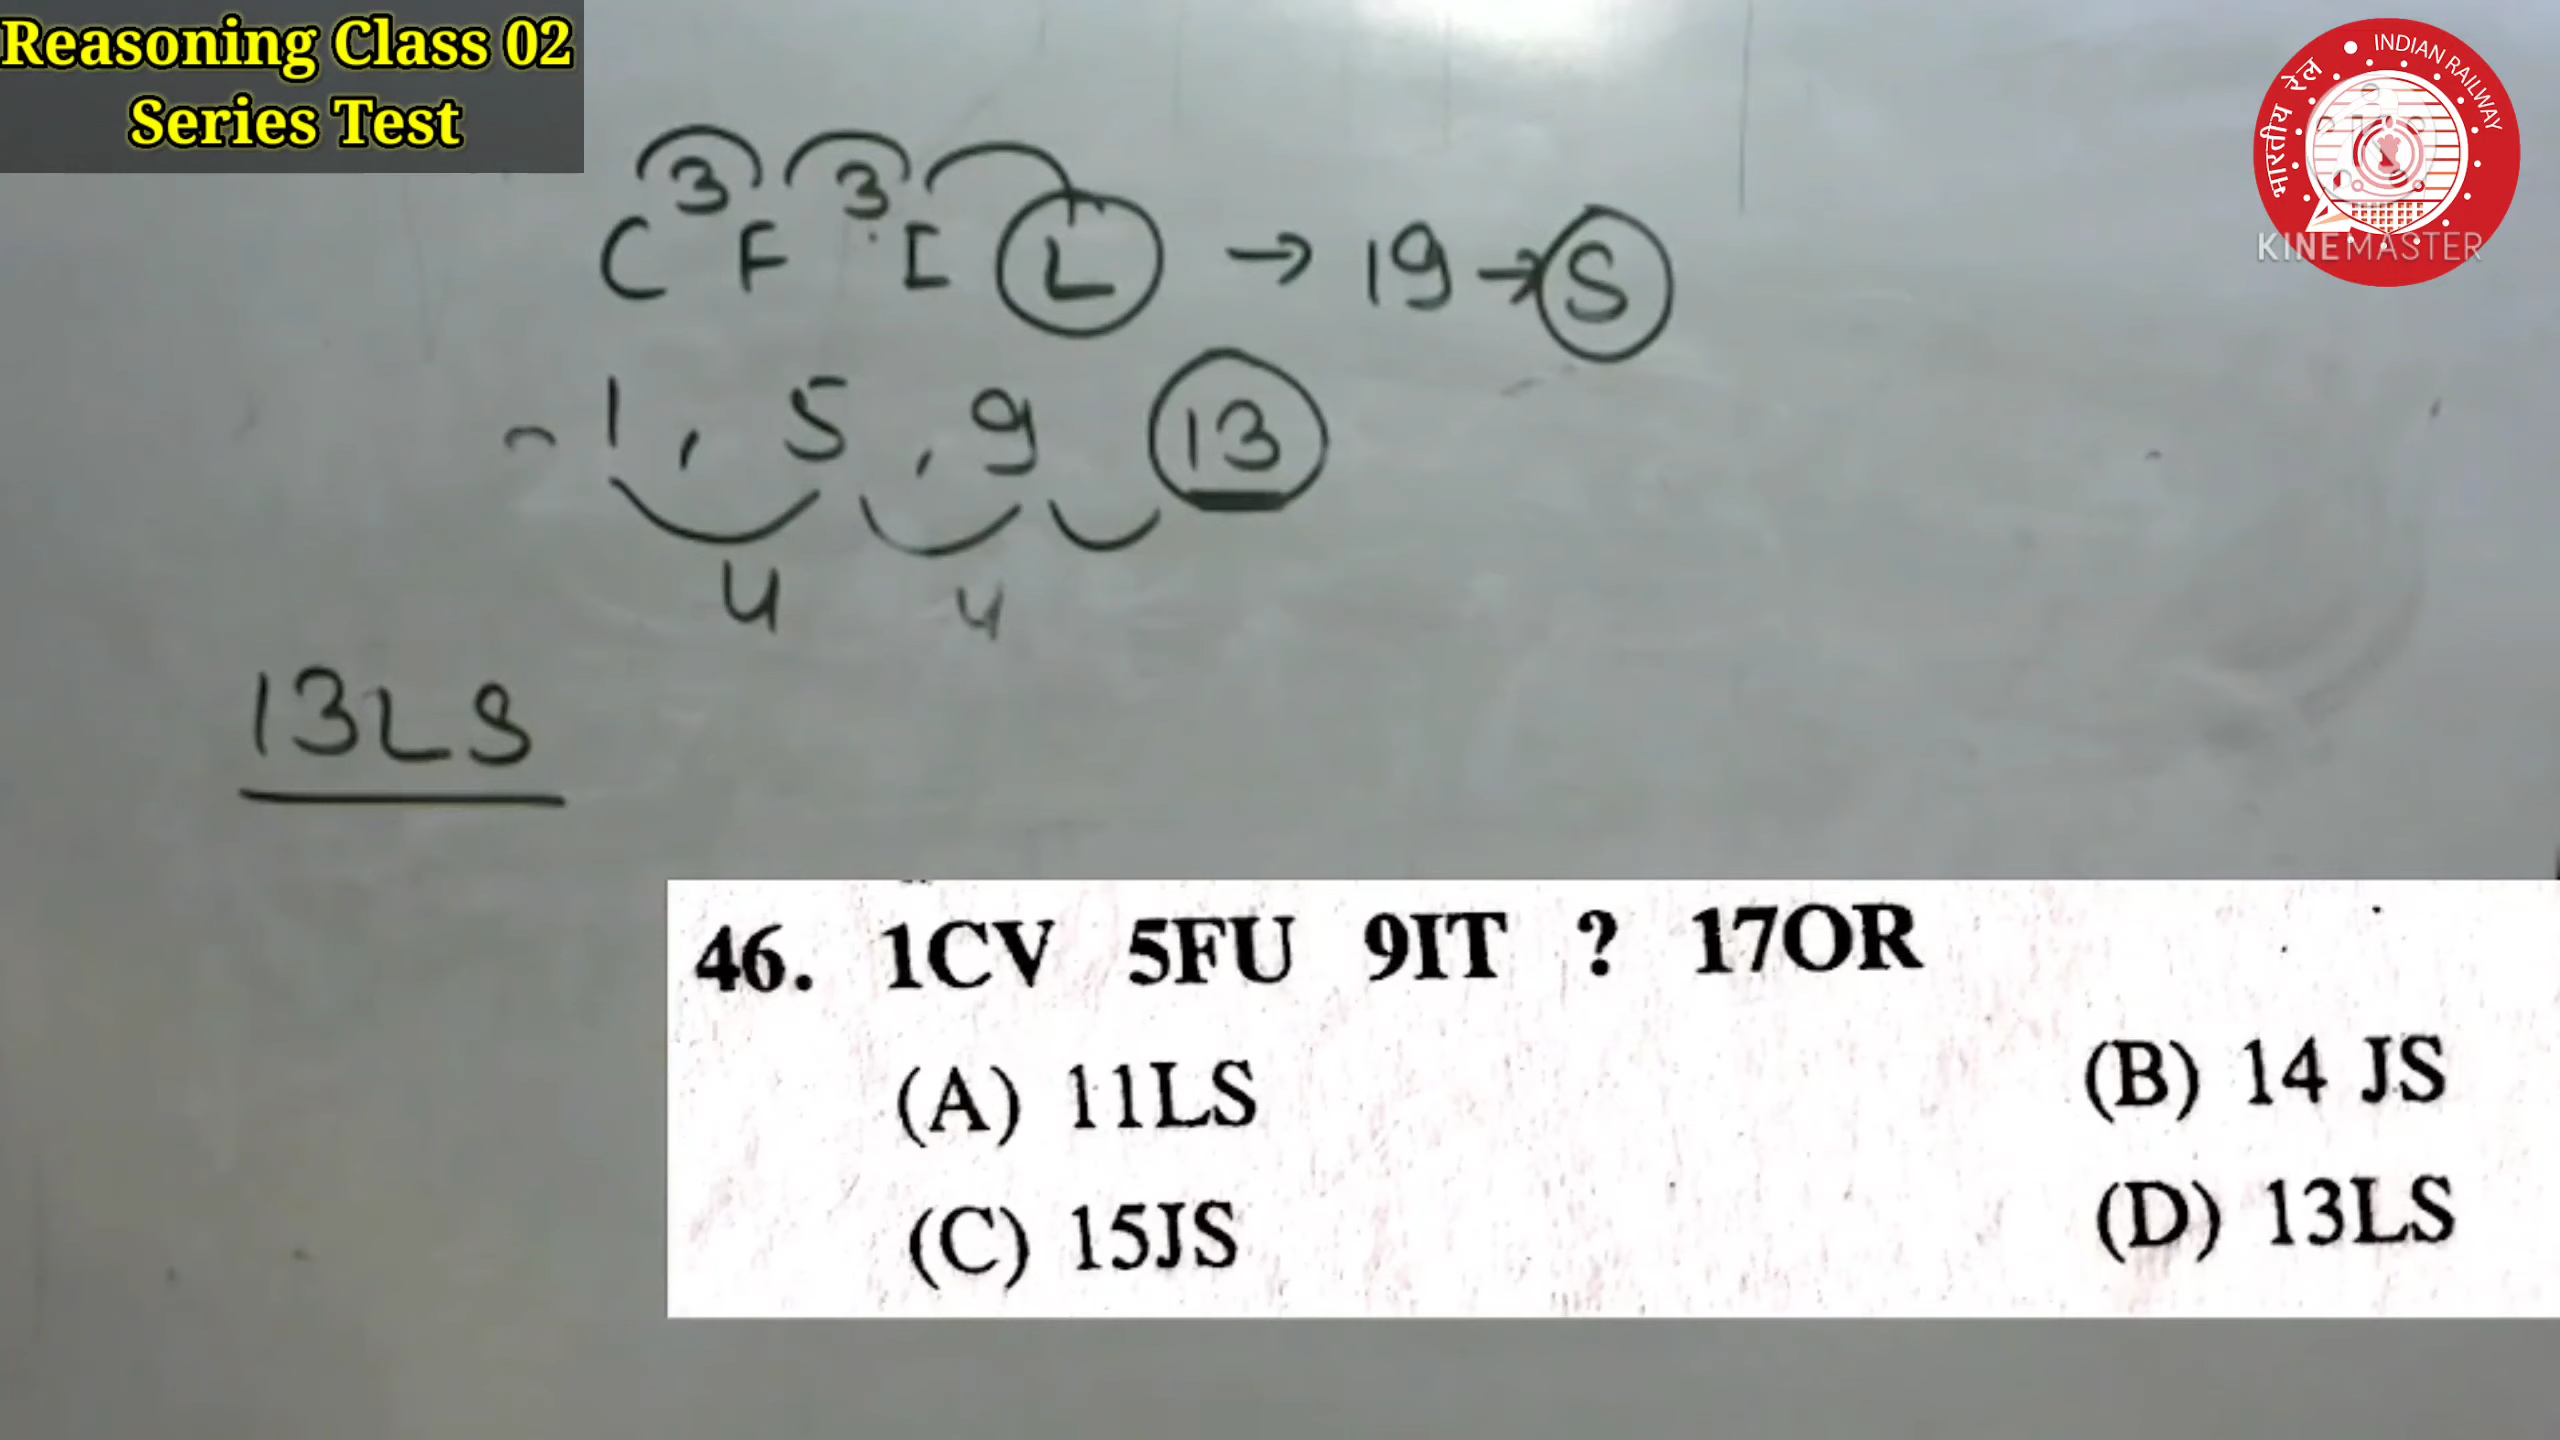 Reasoning Class 02
Series Test
भारतीय रेल INDIAN RAILWAY
KINEMASTER
3 3
C F I L → 19 → S
1, 5, 9 13
4 4
13LS
46. 1CV 5FU 9IT ? 17OR
(A) 11LS (B) 14 JS
(C) 15JS (D) 13LS